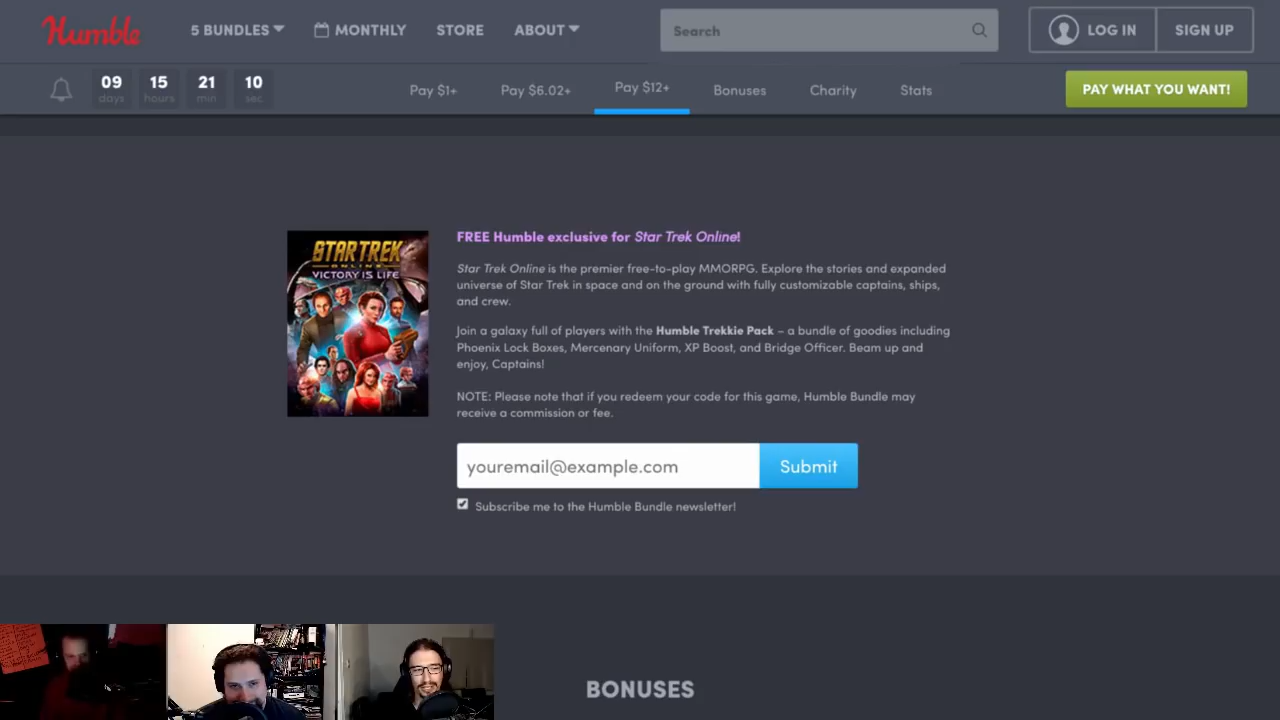 Humble
5 BUNDLES
MONTHLY
STORE
ABOUT
Search
LOG IN
SIGN UP
09 days
15 hours
21 min
10 sec
Pay $1+
Pay $6.02+
Pay $12+
Bonuses
Charity
Stats
PAY WHAT YOU WANT!
STAR TREK
ONLINE
VICTORY IS LIFE
FREE Humble exclusive for Star Trek Online!
Star Trek Online is the premier free-to-play MMORPG. Explore the stories and expanded
universe of Star Trek in space and on the ground with fully customizable captains, ships,
and crew.
Join a galaxy full of players with the Humble Trekkie Pack – a bundle of goodies including
Phoenix Lock Boxes, Mercenary Uniform, XP Boost, and Bridge Officer. Beam up and
enjoy, Captains!
NOTE: Please note that if you redeem your code for this game, Humble Bundle may
receive a commission or fee.
youremail@example.com
Submit
Subscribe me to the Humble Bundle newsletter!
BONUSES